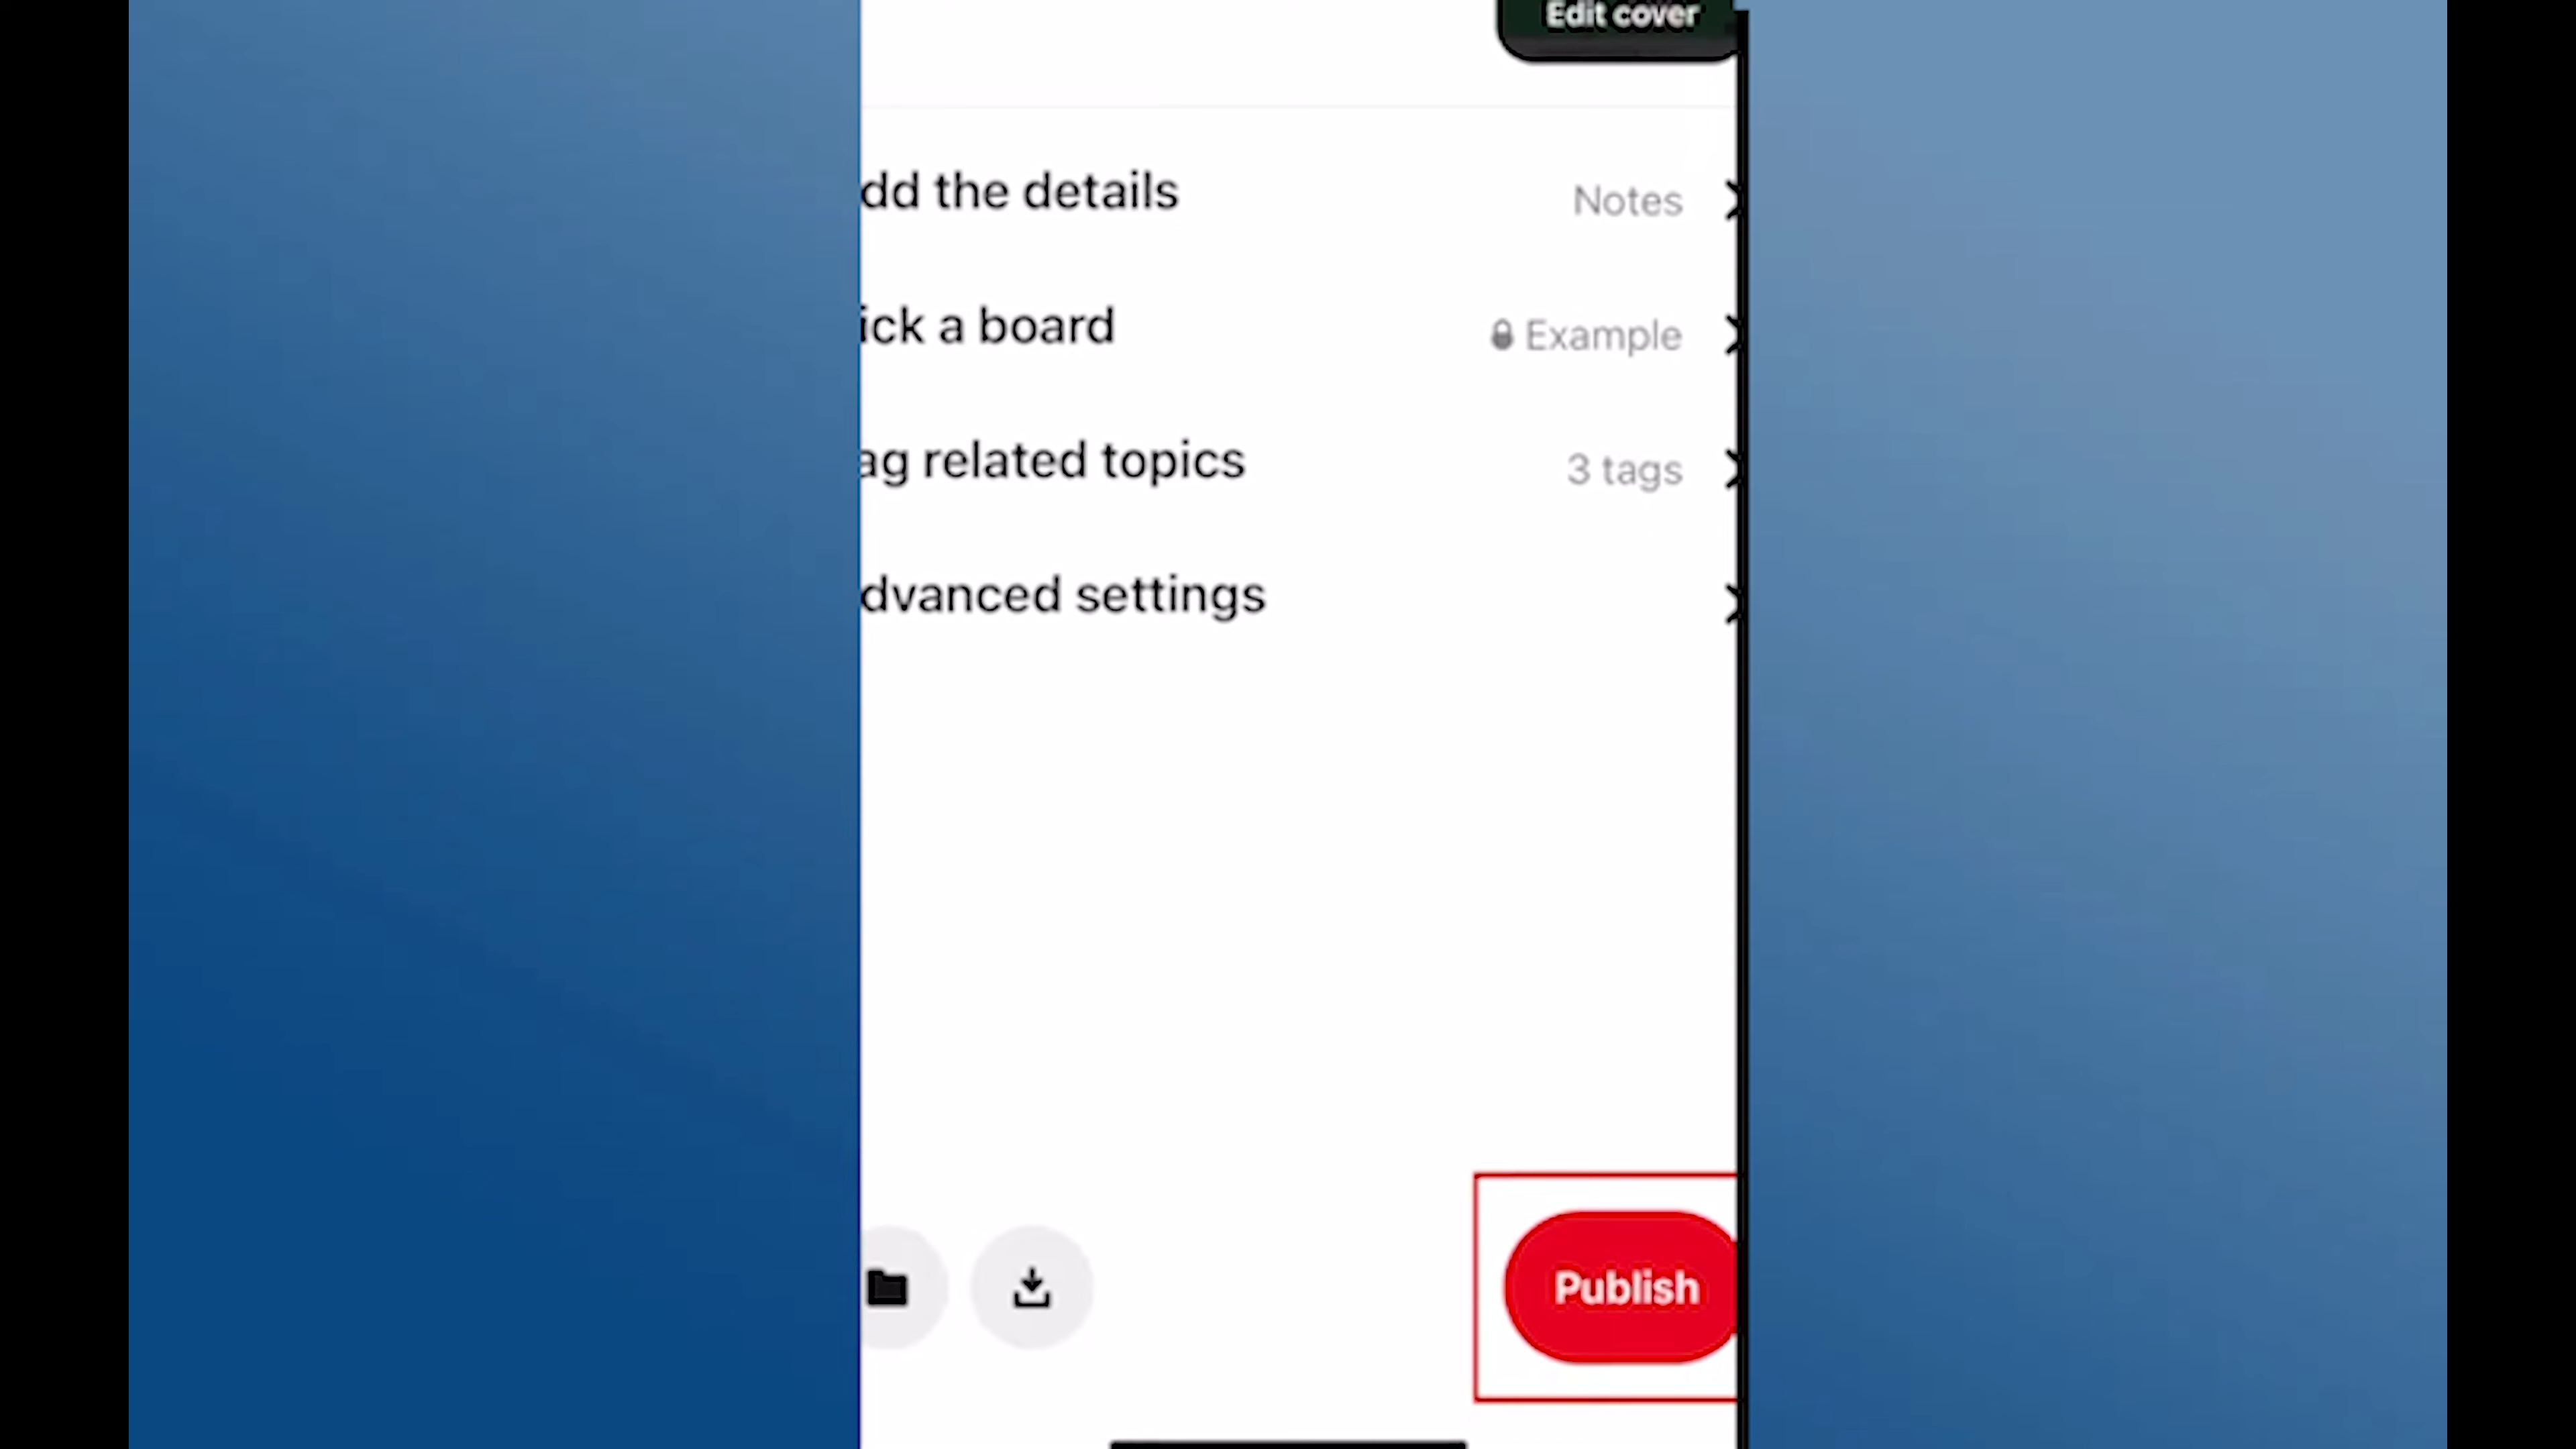 Edit cover
dd the details Notes
ick a board Example
ag related topics 3 tags
dvanced settings
Publish